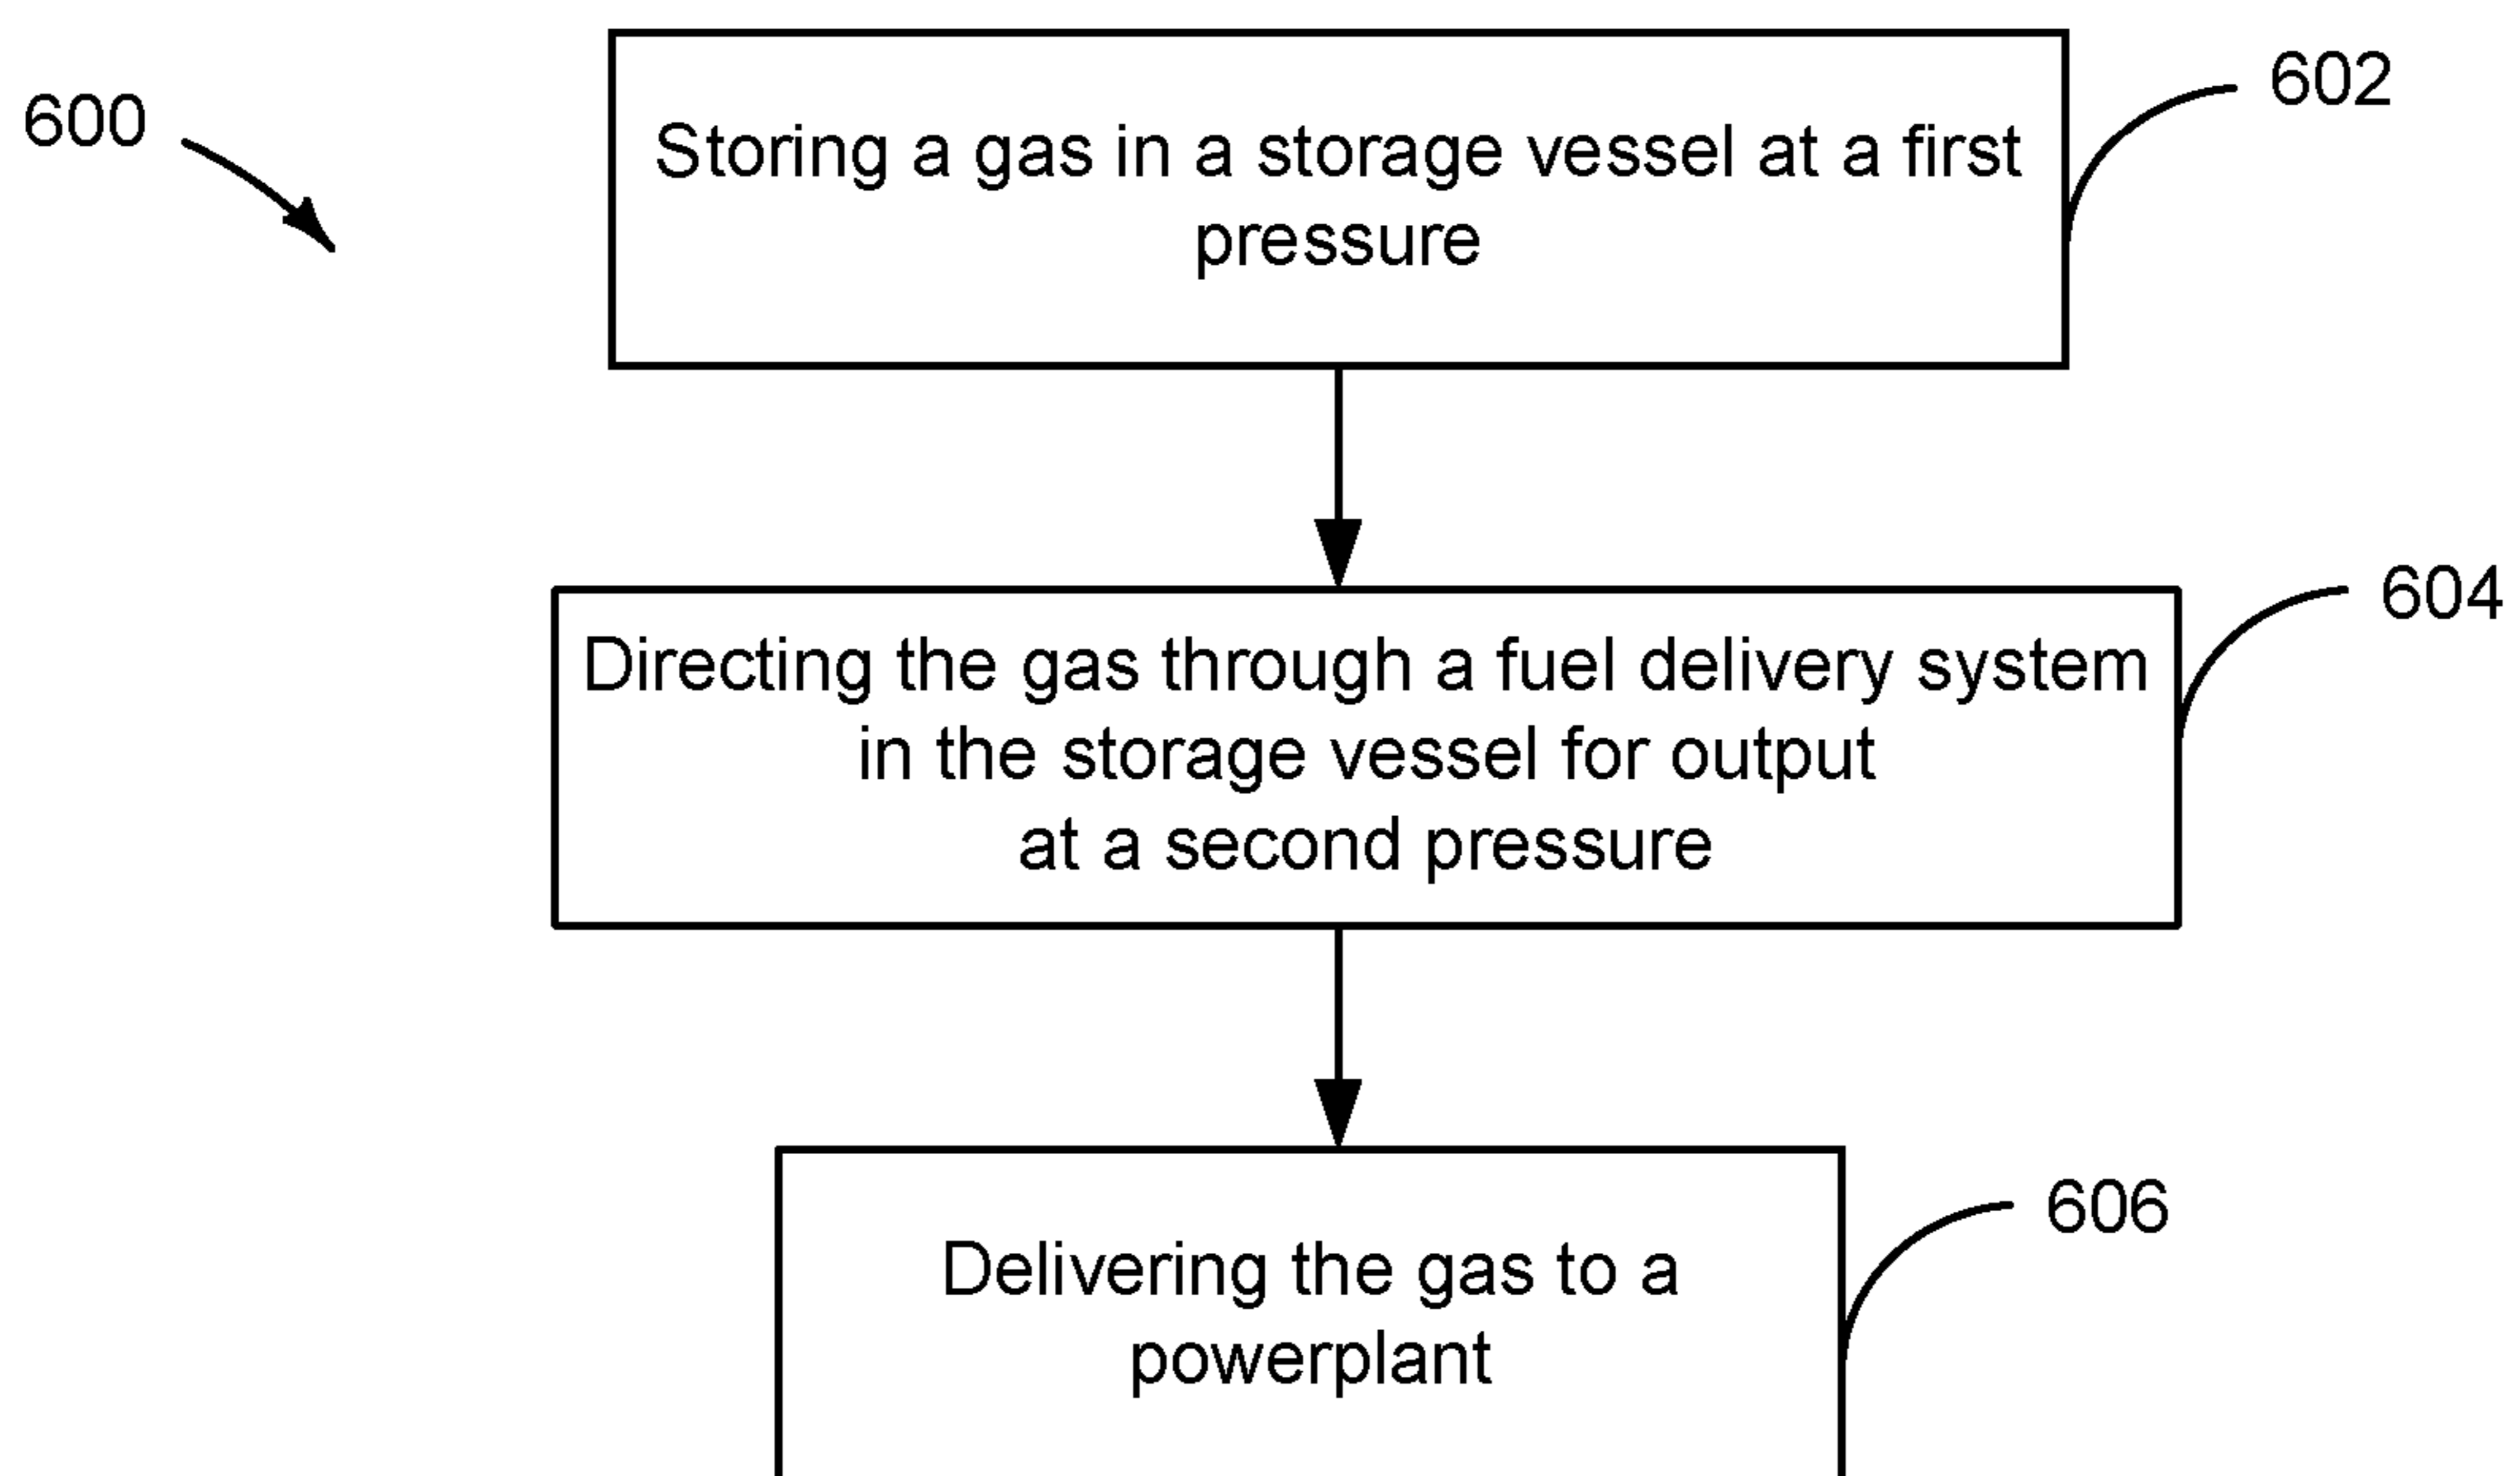 600
602
Storing a gas in a storage vessel at a first
pressure
604
Directing the gas through a fuel delivery system
in the storage vessel for output
at a second pressure
606
Delivering the gas to a
powerplant